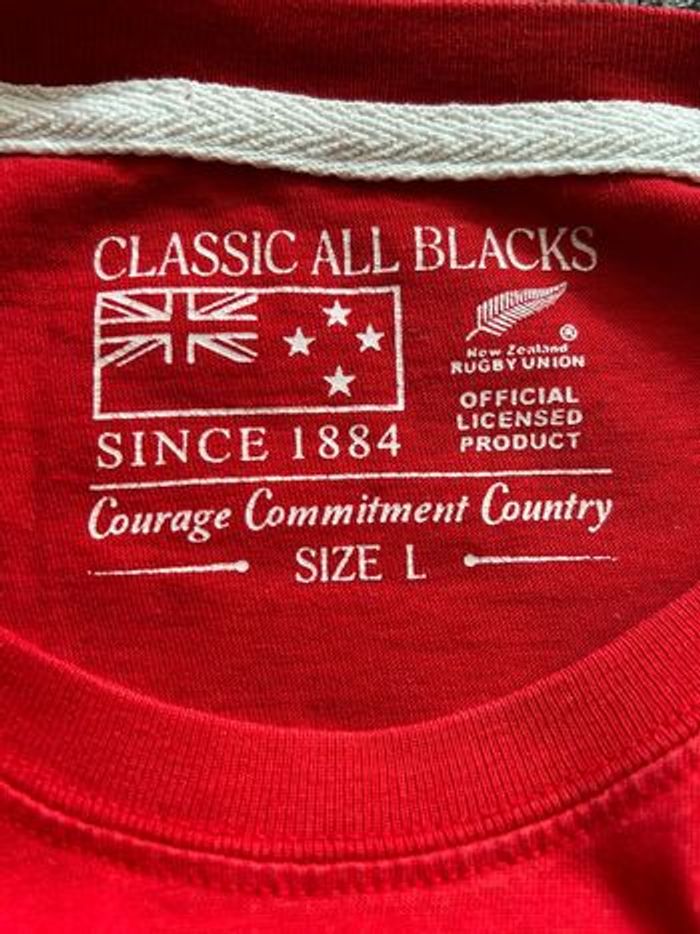 CLASSIC ALL BLACKS
New Zealand
RUGBY UNION
OFFICIAL
LICENSED
PRODUCT
SINCE 1884
Courage Commitment Country
SIZE L